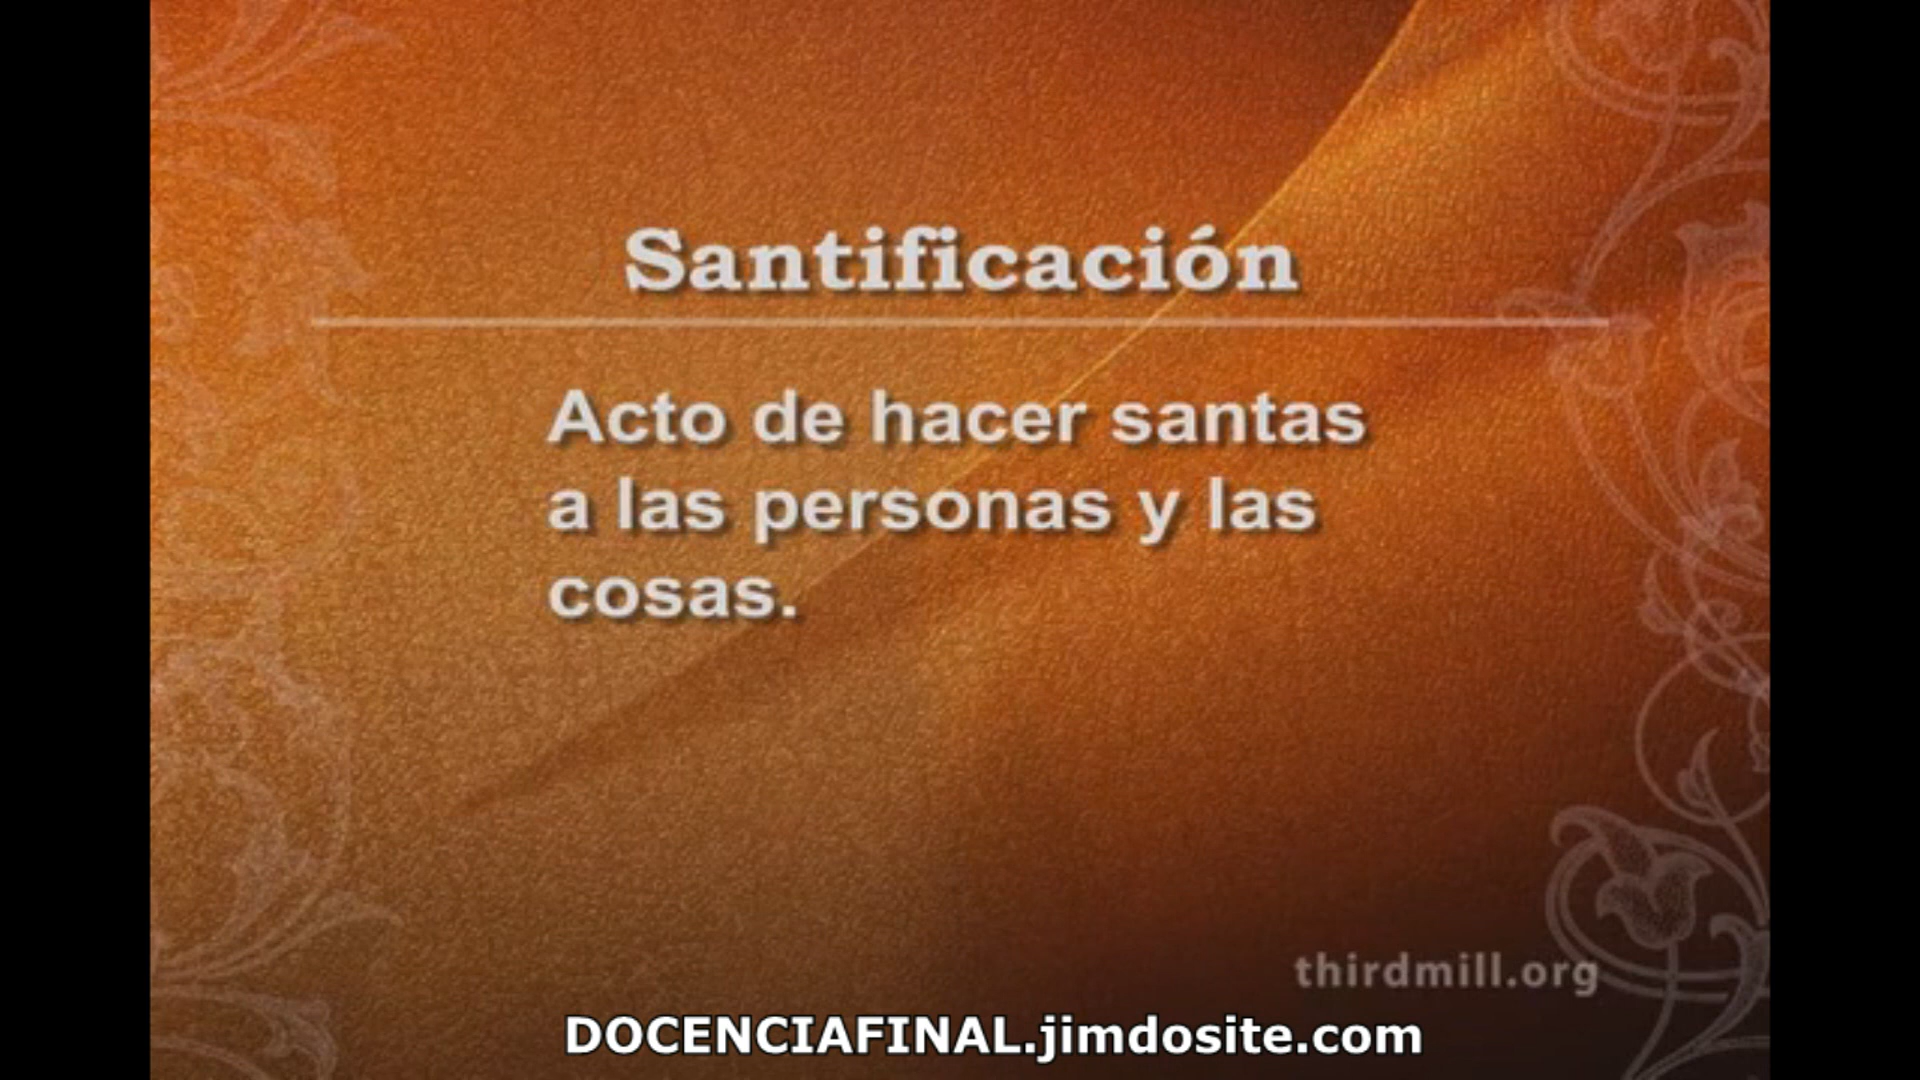 Santificación
Acto de hacer santas
a las personas y las
cosas.
thirdmill.org
DOCENCIAFINAL.jimdosite.com